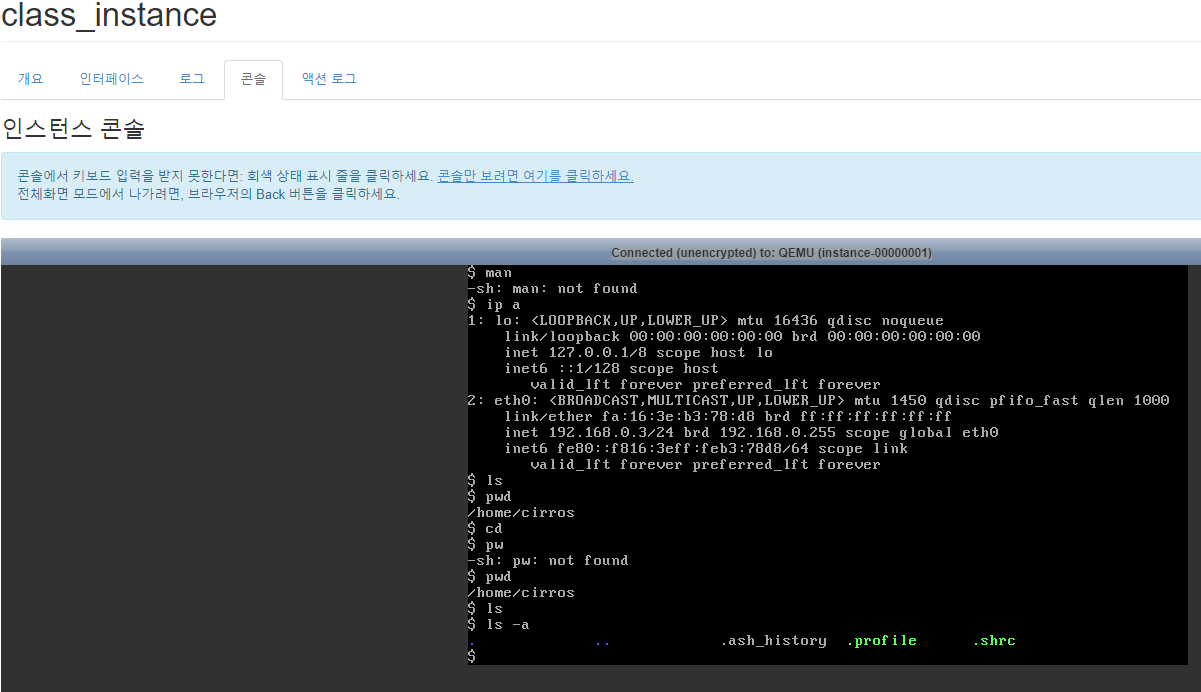 class_instance
개요 인터페이스 로그 콘솔 액션 로그
인스턴스 콘솔
콘솔에서 키보드 입력을 받지 못한다면: 회색 상태 표시 줄을 클릭하세요. 콘솔만 보려면 여기를 클릭하세요.
전체화면 모드에서 나가려면, 브라우저의 Back 버튼을 클릭하세요.
Connected (unencrypted) to: QEMU (instance-00000001)
$ man
-sh: man: not found
$ ip a
1: lo: <LOOPBACK,UP,LOWER_UP> mtu 16436 qdisc noqueue
link/loopback 00:00:00:00:00:00 brd 00:00:00:00:00:00
inet 127.0.0.1/8 scope host lo
inet6 ::1/128 scope host
valid_lft forever preferred_lft forever
2: eth0: <BROADCAST,MULTICAST,UP,LOWER_UP> mtu 1450 qdisc pfifo_fast qlen 1000
link/ether fa:16:3e:b3:78:d8 brd ff:ff:ff:ff:ff:ff
inet 192.168.0.3/24 brd 192.168.0.255 scope global eth0
inet6 fe80::f816:3eff:feb3:78d8/64 scope link
valid_lft forever preferred_lft forever
$ ls
$ pwd
/home/cirros
$ cd
$ pw
-sh: pw: not found
$ pwd
/home/cirros
$ ls
$ ls -a
. .. .ash_history .profile .shrc
$